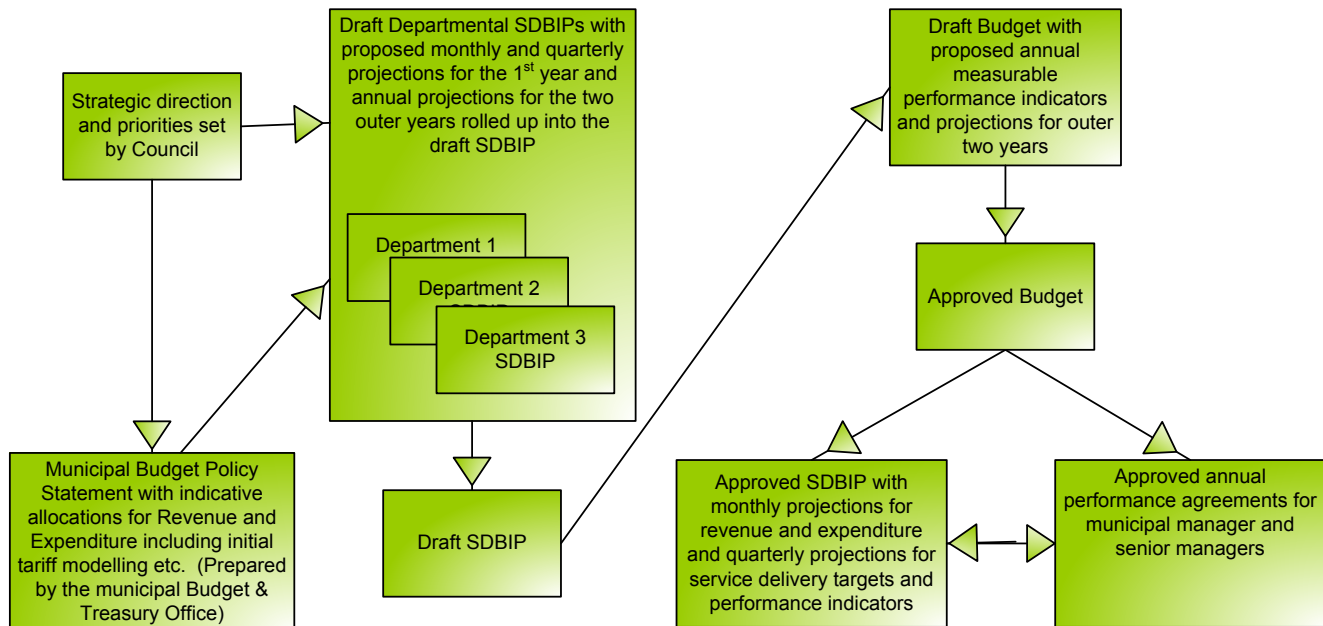 Strategic direction
and priorities set
by Council
Municipal Budget Policy
Statement with indicative
allocations for Revenue and
Expenditure including initial
tariff modelling etc.  (Prepared
by the municipal Budget &
Treasury Office)
Draft Departmental SDBIPs with
proposed monthly and quarterly
projections for the 1st year and
annual projections for the two
outer years rolled up into the
draft SDBIP
Department 1
Department 2
Department 3
SDBIP
Draft SDBIP
Draft Budget with
proposed annual
measurable
performance indicators
and projections for outer
two years
Approved Budget
Approved SDBIP with
monthly projections for
revenue and expenditure
and quarterly projections for
service delivery targets and
performance indicators
Approved annual
performance agreements for
municipal manager and
senior managers